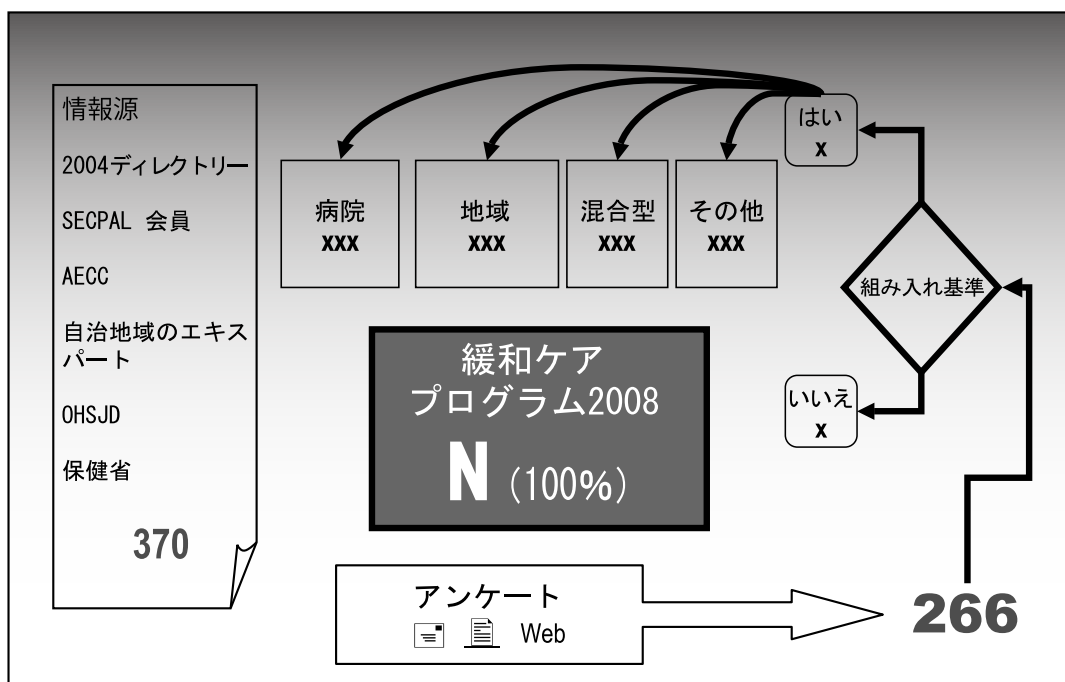 情報源
2004ディレクトリー
SECPAL 会員
AECC
自治地域のエキス
パート
OHSJD
保健省
370
病院
xxx
地域
xxx
混合型
xxx
その他
xxx
はい
x
組み入れ基準
いいえ
x
緩和ケア
プログラム2008
N (100%)
アンケート
Web
266